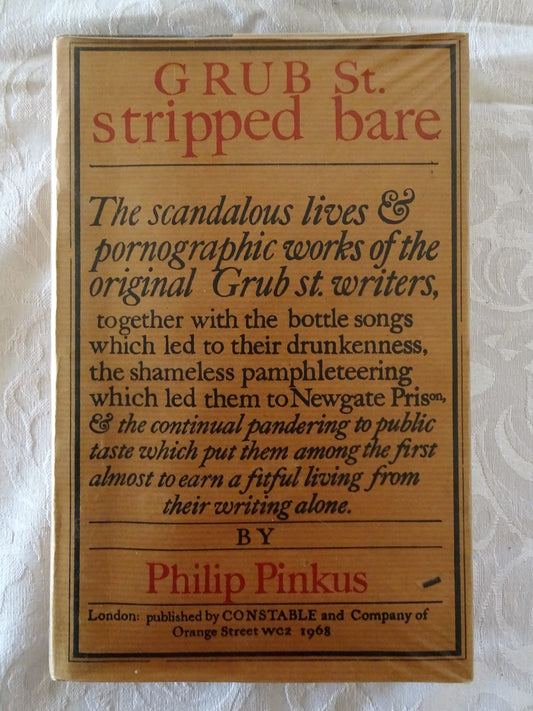 GRUB St.
stripped bare
The scandalous lives &
pornographic works of the
original Grub st. writers,
together with the bottle songs
which led to their drunkenness,
the shameless pamphleteering
which led them to Newgate Prison,
& the continual pandering to public
taste which put them among the first
almost to earn a fitful living from
their writing alone.
BY
Philip Pinkus
London: published by CONSTABLE and Company of
Orange Street WC2 1968